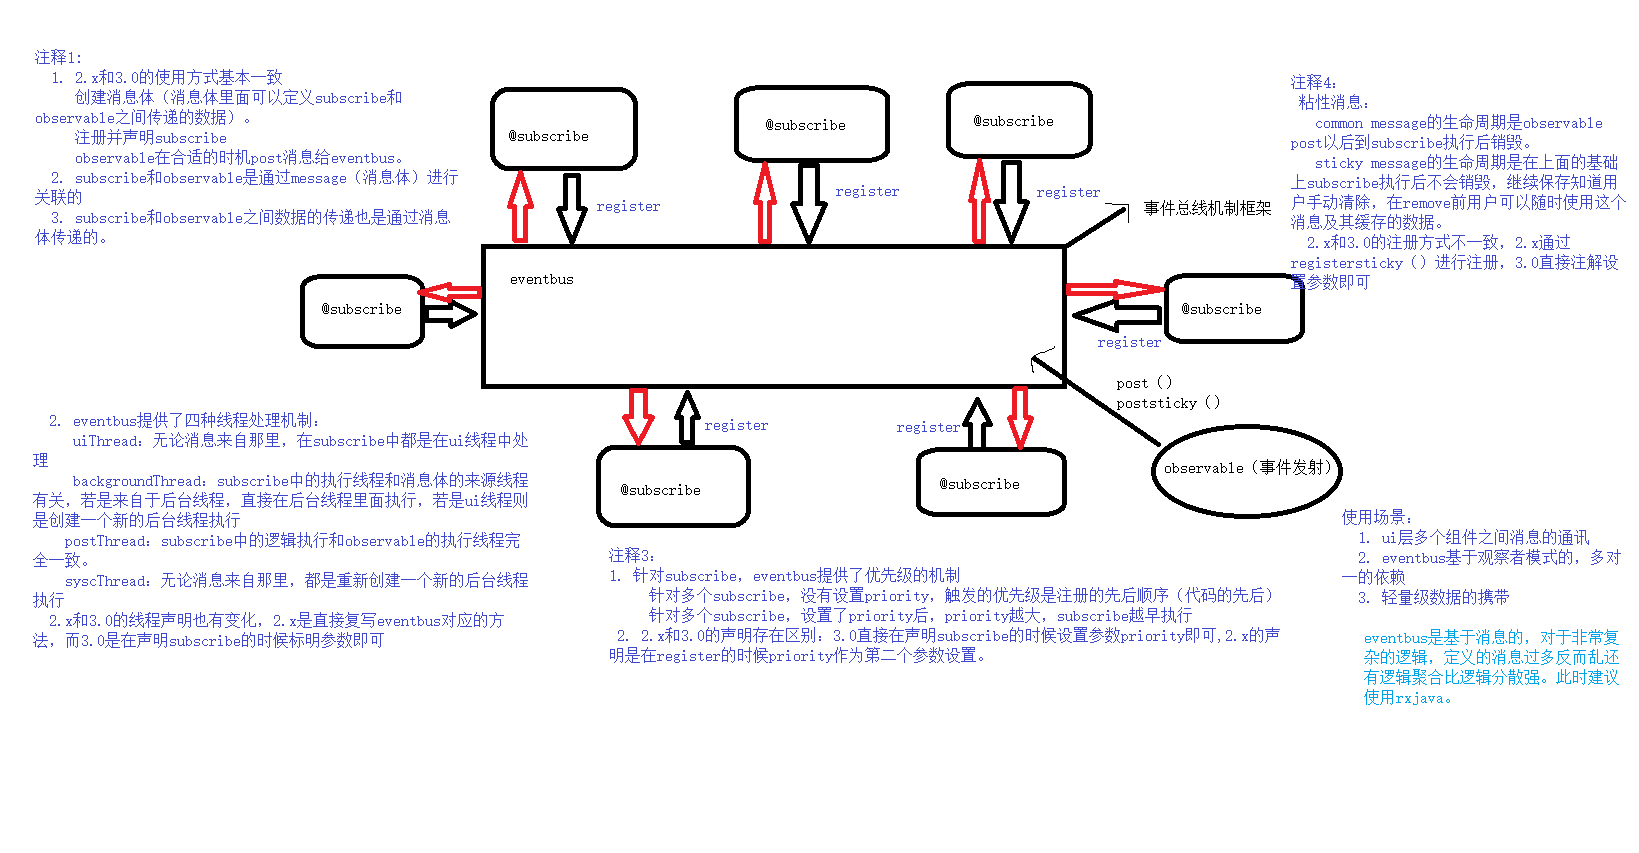 注释1:
1. 2.x和3.0的使用方式基本一致
创建消息体（消息体里面可以定义subscribe和
observable之间传递的数据）。
注册并声明subscribe
observable在合适的时机post消息给eventbus。
2. subscribe和observable是通过message（消息体）进行
关联的
3. subscribe和observable之间数据的传递也是通过消息
体传递的。
@subscribe
@subscribe
@subscribe
register
register
register
事件总线机制框架
注释4:
粘性消息:
common message的生命周期是observable
post以后到subscribe执行后销毁。
sticky message的生命周期是在上面的基础
上subscribe执行后不会销毁，继续保存知道用
户手动清除，在remove前用户可以随时使用这个
消息及其缓存的数据。
2.x和3.0的注册方式不一致，2.x通过
registersticky（）进行注册，3.0直接注解设
置参数即可
eventbus
@subscribe
@subscribe
register
post（）
poststicky（）
register
register
@subscribe
@subscribe
observable（事件发射）
2. eventbus提供了四种线程处理机制:
uiThread: 无论消息来自那里，在subscribe中都是在ui线程中处
理
backgroundThread: subscribe中的执行线程和消息体的来源线程
有关，若是来自于后台线程，直接在后台线程里面执行，若是ui线程则
是创建一个新的后台线程执行
postThread: subscribe中的逻辑执行和observable的执行线程完
全一致。
syscThread: 无论消息来自那里，都是重新创建一个新的后台线程
执行
2.x和3.0的线程声明也有变化，2.x是直接复写eventbus对应的方
法，而3.0是在声明subscribe的时候标明参数即可
注释3:
1. 针对subscribe，eventbus提供了优先级的机制
针对多个subscribe，没有设置priority，触发的优先级是注册的先后顺序（代码的先后）
针对多个subscribe，设置了priority后，priority越大，subscribe越早执行
2. 2.x和3.0的声明存在区别: 3.0直接在声明subscribe的时候设置参数priority即可,2.x的声
明是在register的时候priority作为第二个参数设置。
使用场景:
1. ui层多个组件之间消息的通讯
2. eventbus基于观察者模式的，多对
一的依赖
3. 轻量级数据的携带
eventbus是基于消息的，对于非常复
杂的逻辑，定义的消息过多反而乱还
有逻辑聚合比逻辑分散强。此时建议
使用rxjava。